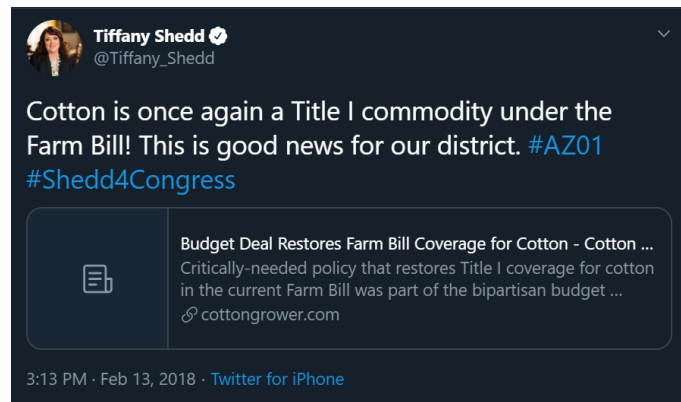 Tiffany Shedd
@Tiffany_Shedd
Cotton is once again a Title I commodity under the
Farm Bill! This is good news for our district. #AZ01
#Shedd4Congress
Budget Deal Restores Farm Bill Coverage for Cotton - Cotton ...
Critically-needed policy that restores Title I coverage for cotton
in the current Farm Bill was part of the bipartisan budget ...
cottongrower.com
3:13 PM · Feb 13, 2018 · Twitter for iPhone